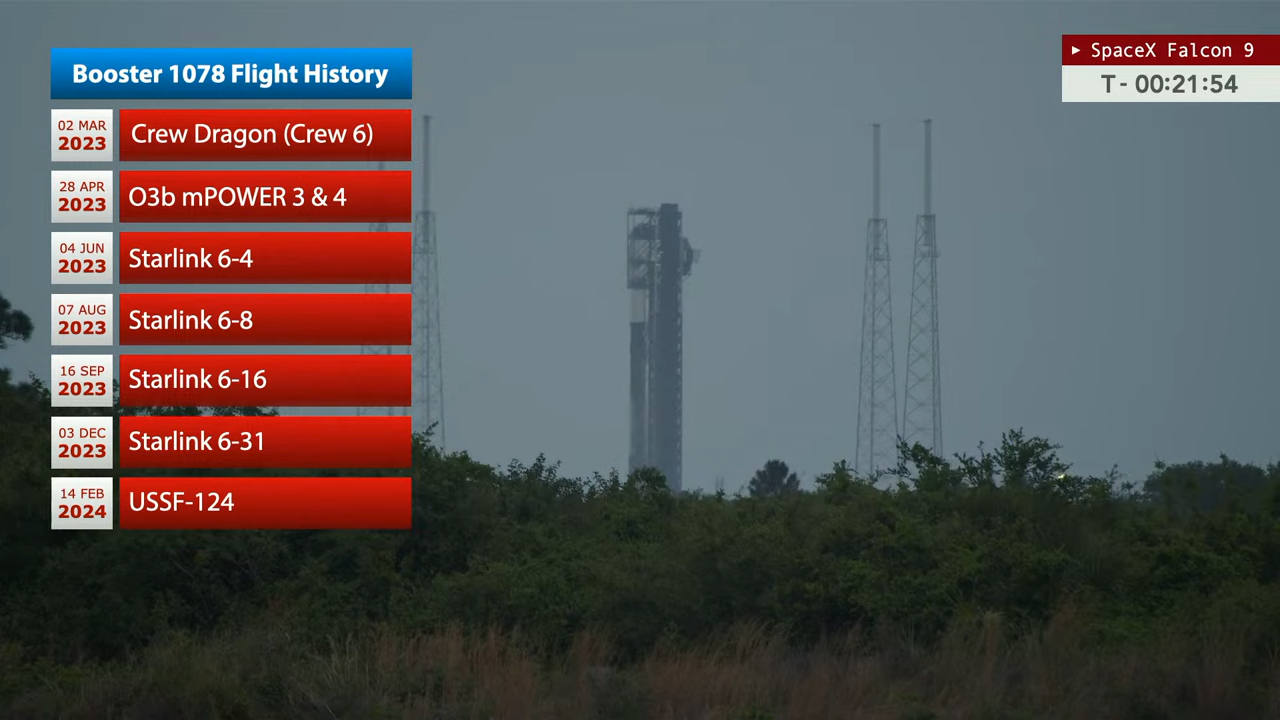 Booster 1078 Flight History
02 MAR
2023
Crew Dragon (Crew 6)
28 APR
2023
O3b mPOWER 3 & 4
04 JUN
2023
Starlink 6-4
07 AUG
2023
Starlink 6-8
16 SEP
2023
Starlink 6-16
03 DEC
2023
Starlink 6-31
14 FEB
2024
USSF-124
SpaceX Falcon 9
T - 00:21:54